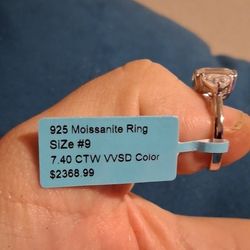 925 Moissanite Ring
SiZe #9
7.40 CTW VVSD Color
$2368.99